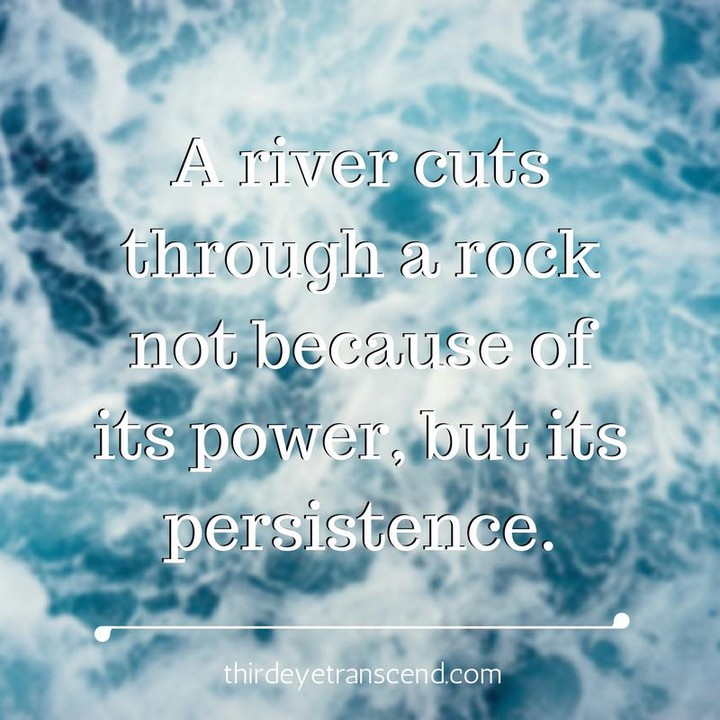 A river cuts
through a rock
not because of
its power, but its
persistence.
thirdeyetranscend.com